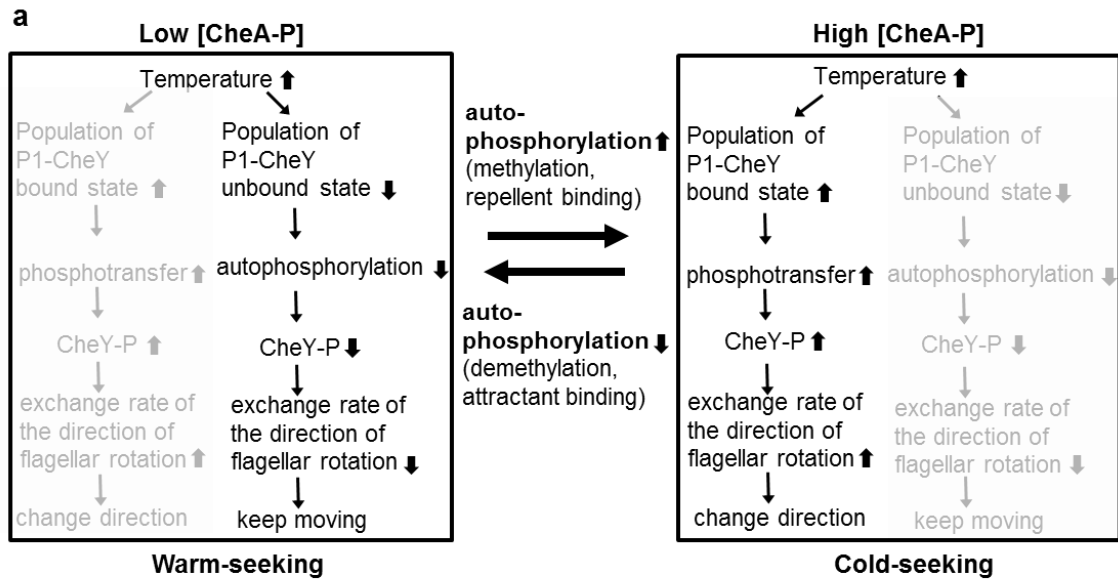 a
Low [CheA-P]
Temperature ⬆
Population of
P1-CheY
bound state ⬆
phosphotransfer ⬆
CheY-P ⬆
exchange rate of
the direction of
flagellar rotation ⬆
change direction
Population of
P1-CheY
unbound state ⬇
autophosphorylation ⬇
CheY-P ⬇
exchange rate of
the direction of
flagellar rotation ⬇
keep moving
Warm-seeking
auto-
phosphorylation ⬆
(methylation,
repellent binding)
auto-
phosphorylation ⬇
(demethylation,
attractant binding)
High [CheA-P]
Temperature ⬆
Population of
P1-CheY
bound state ⬆
phosphotransfer ⬆
CheY-P ⬆
exchange rate of
the direction of
flagellar rotation ⬆
change direction
Population of
P1-CheY
unbound state ⬇
autophosphorylation ⬇
CheY-P ⬇
exchange rate of
the direction of
flagellar rotation ⬇
keep moving
Cold-seeking